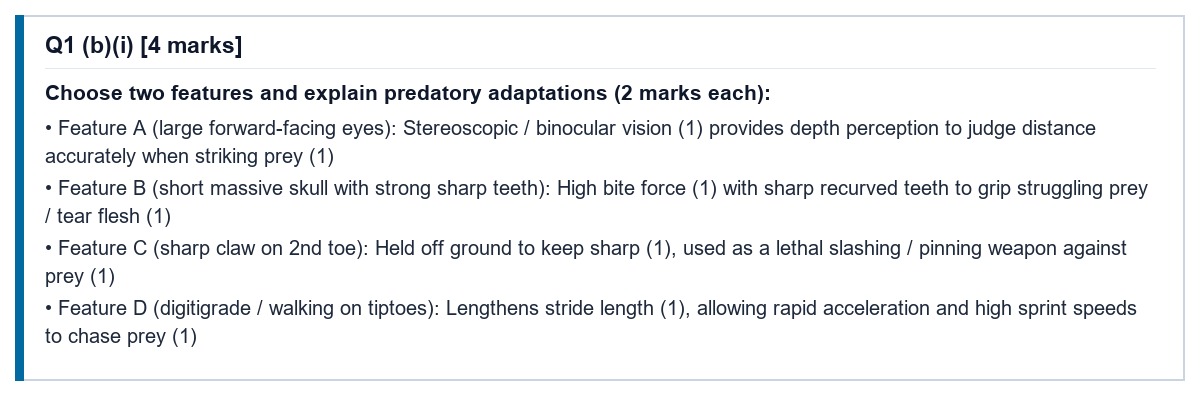 Q1 (b)(i) [4 marks]
Choose two features and explain predatory adaptations (2 marks each):
• Feature A (large forward-facing eyes): Stereoscopic / binocular vision (1) provides depth perception to judge distance
accurately when striking prey (1)
• Feature B (short massive skull with strong sharp teeth): High bite force (1) with sharp recurved teeth to grip struggling prey
/ tear flesh (1)
• Feature C (sharp claw on 2nd toe): Held off ground to keep sharp (1), used as a lethal slashing / pinning weapon against
prey (1)
• Feature D (digitigrade / walking on tiptoes): Lengthens stride length (1), allowing rapid acceleration and high sprint speeds
to chase prey (1)